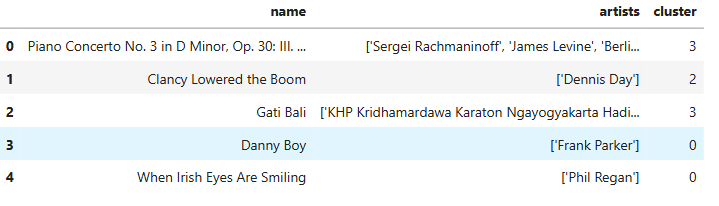 name artists cluster
0 Piano Concerto No. 3 in D Minor, Op. 30: III. ... ['Sergei Rachmaninoff', 'James Levine', 'Berli... 3
1 Clancy Lowered the Boom ['Dennis Day'] 2
2 Gati Bali ['KHP Kridhamardawa Karaton Ngayogyakarta Hadi... 3
3 Danny Boy ['Frank Parker'] 0
4 When Irish Eyes Are Smiling ['Phil Regan'] 0